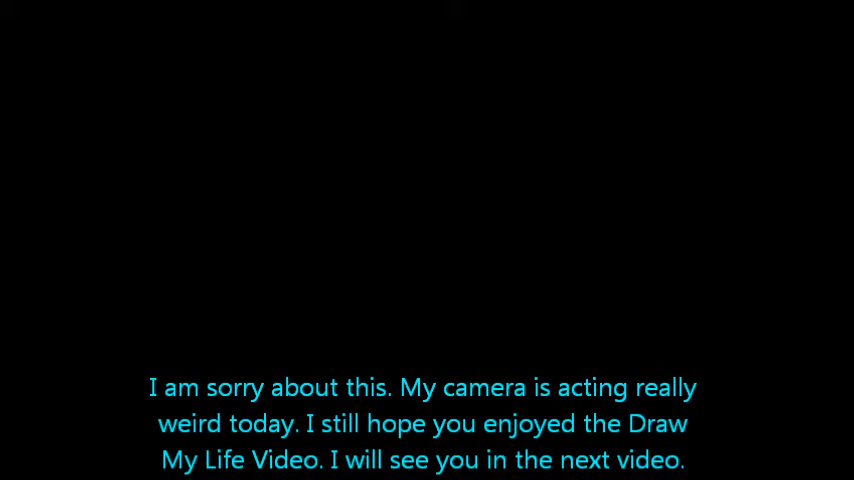 I am sorry about this. My camera is acting really
weird today. I still hope you enjoyed the Draw
My Life Video. I will see you in the next video.